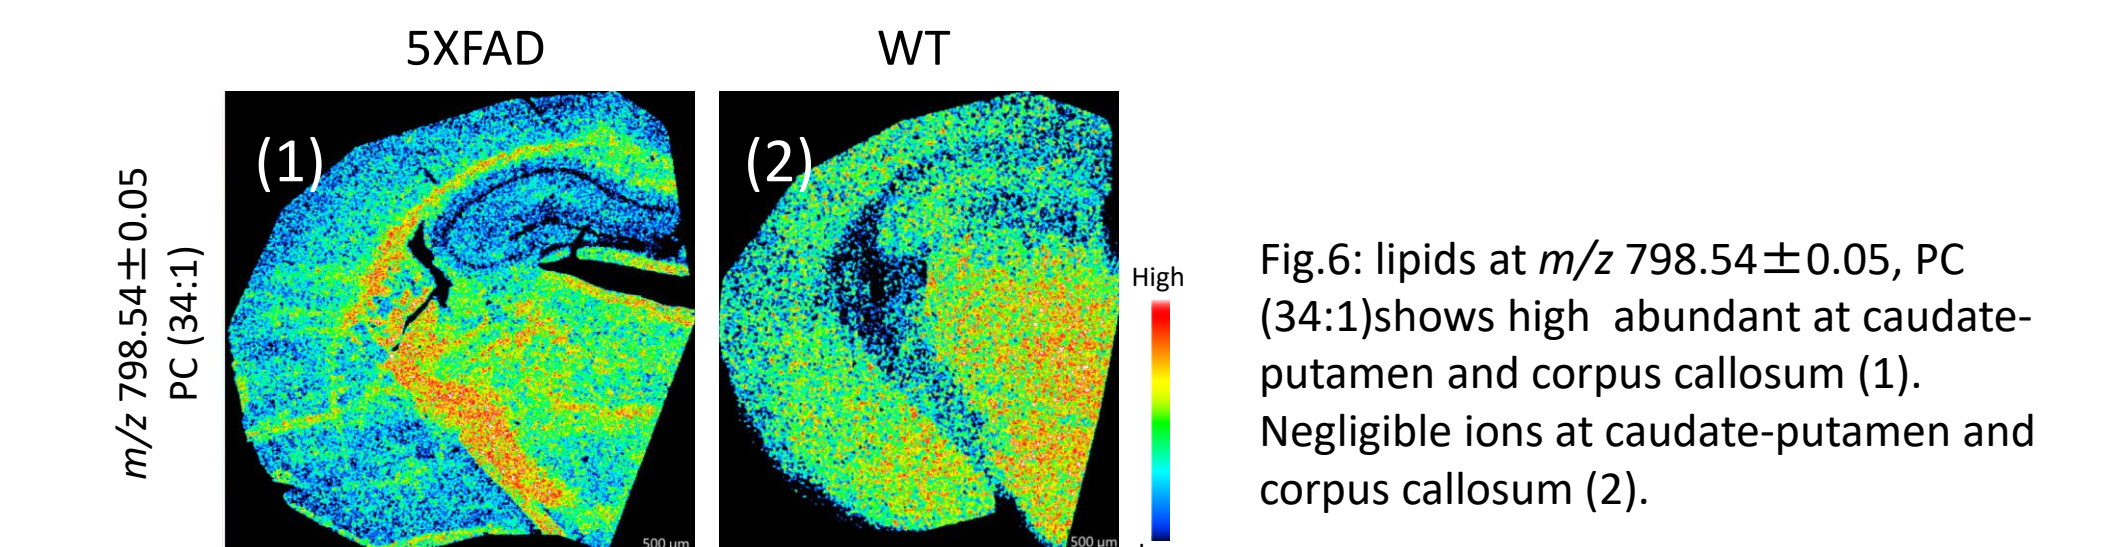 5XFAD
WT
(1)
(2)
m/z 798.54±0.05
PC (34:1)
High
500 um
500 um
Fig.6: lipids at m/z 798.54±0.05, PC
(34:1)shows high  abundant at caudate-
putamen and corpus callosum (1).
Negligible ions at caudate-putamen and
corpus callosum (2).